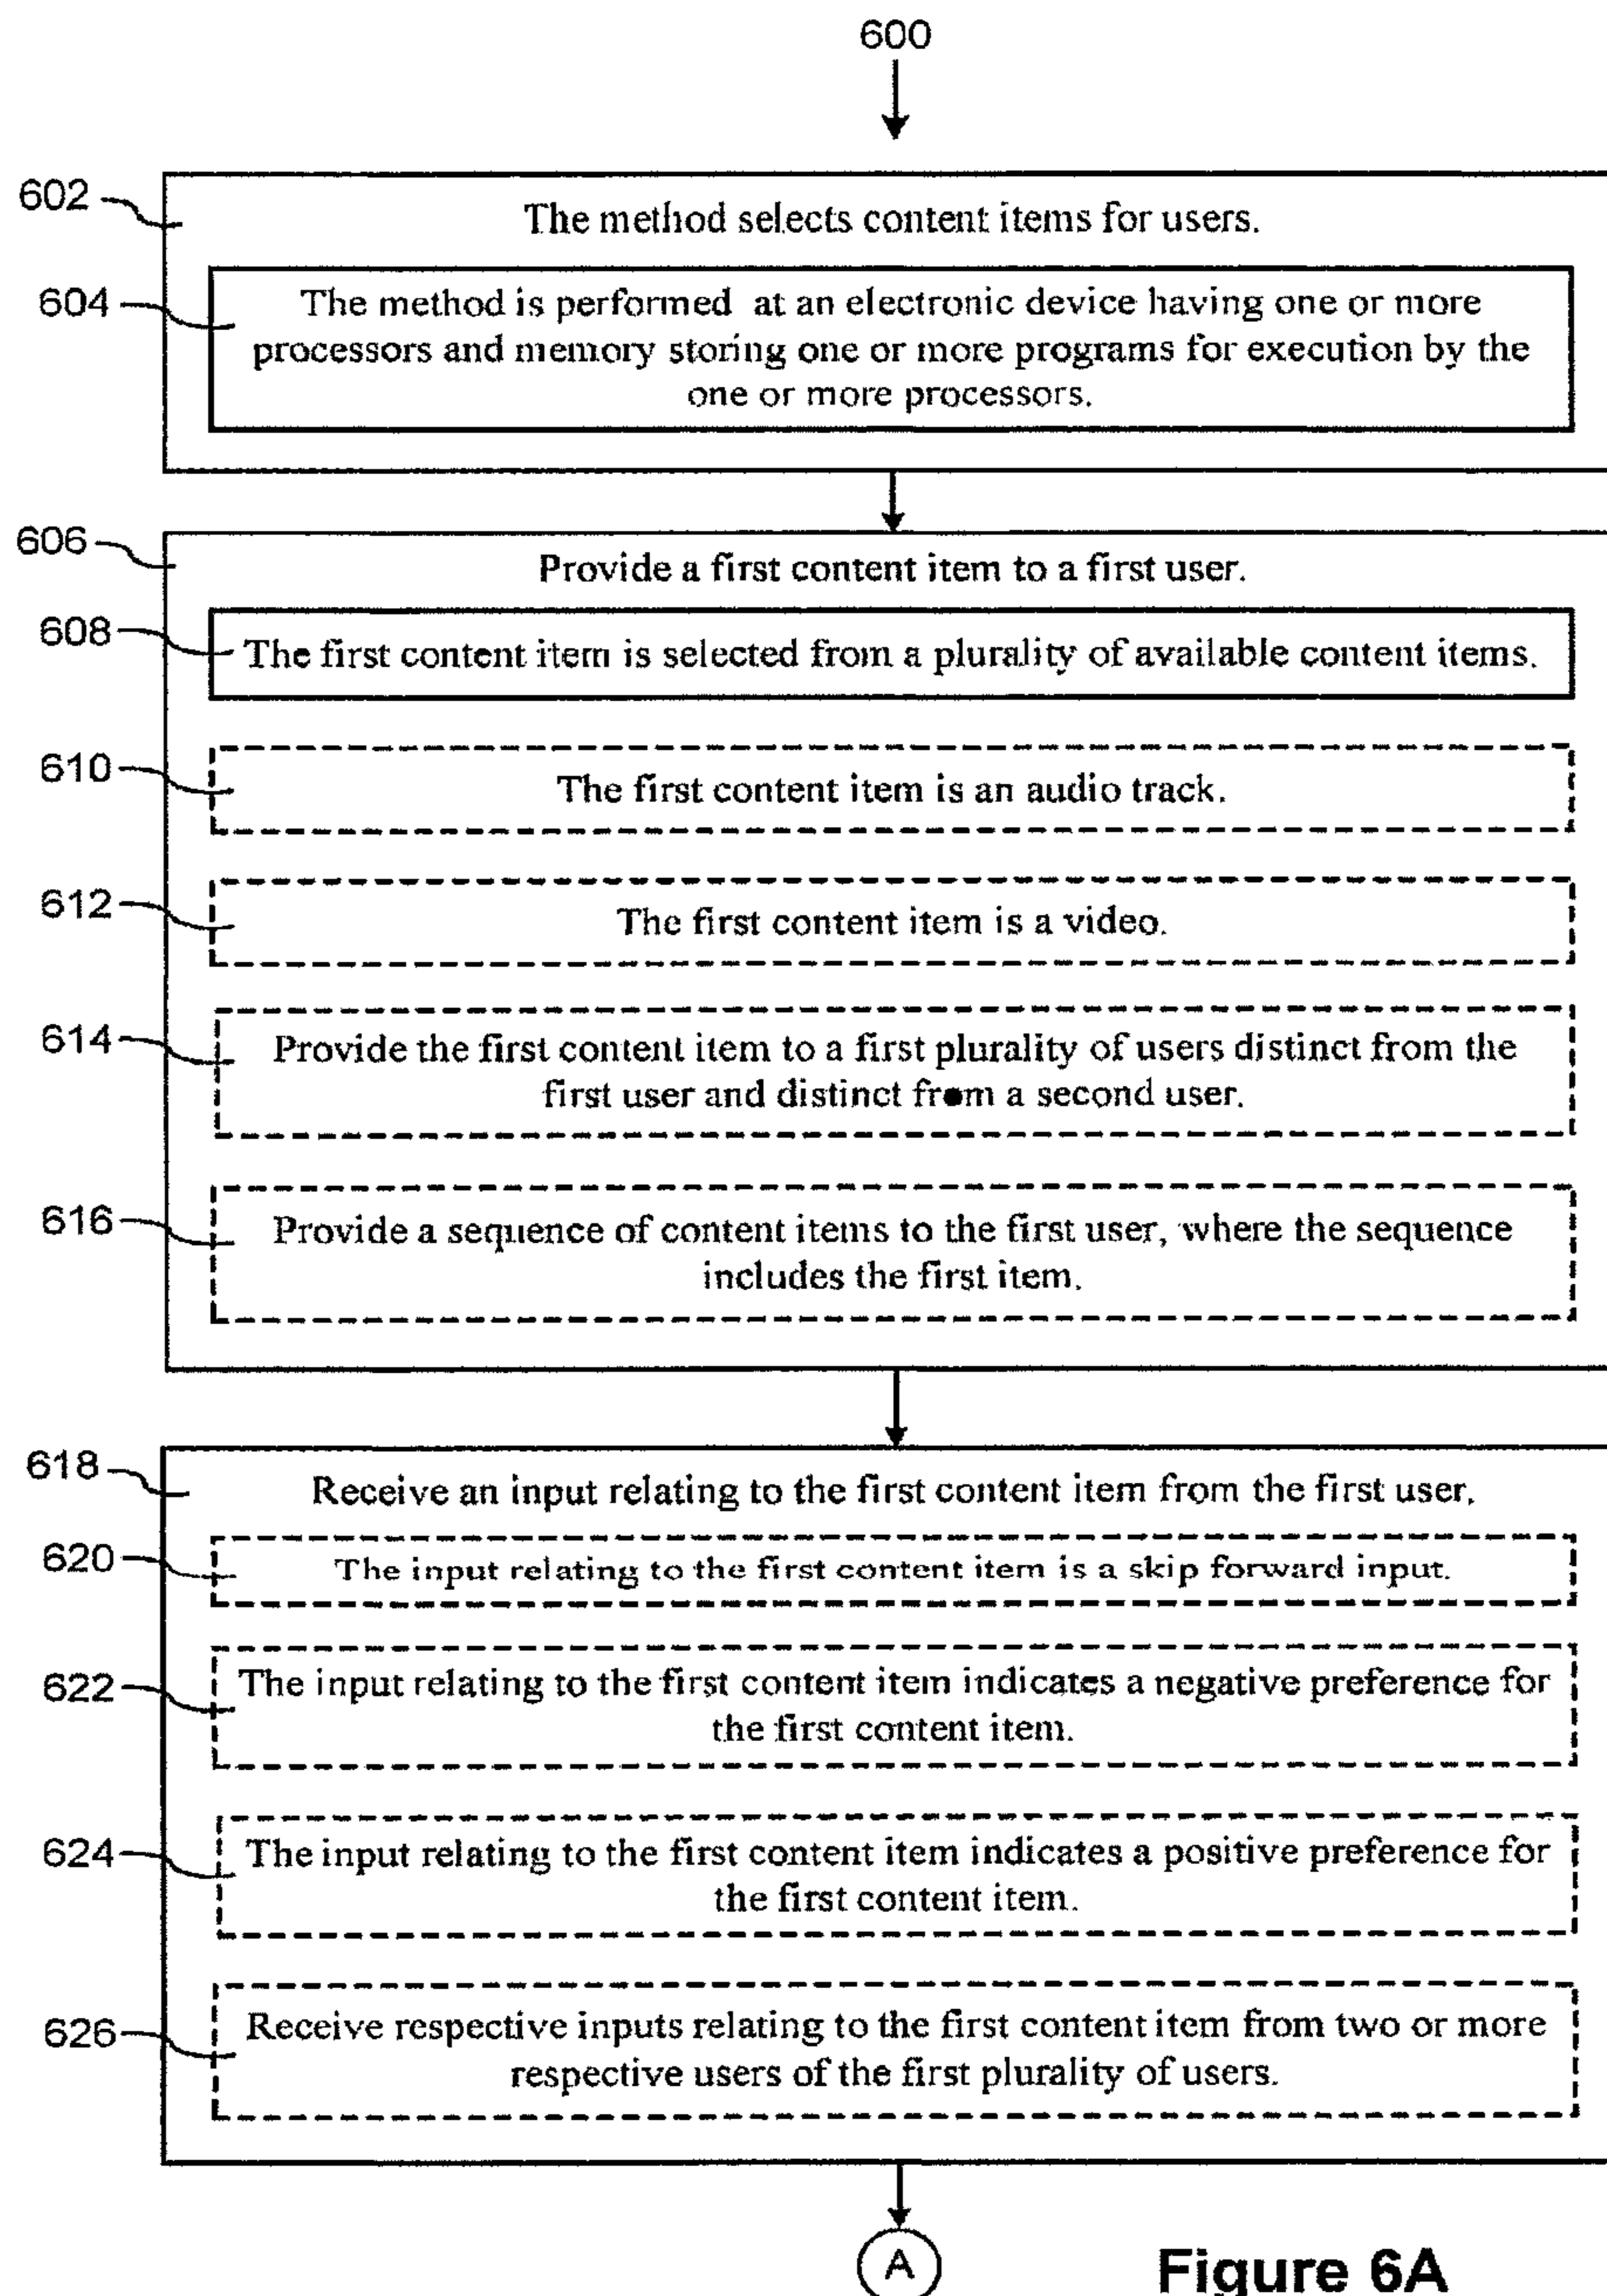 600
602
The method selects content items for users.
604
The method is performed at an electronic device having one or more
processors and memory storing one or more programs for execution by the
one or more processors.
606
Provide a first content item to a first user.
608
The first content item is selected from a plurality of available content items.
610
The first content item is an audio track.
612
The first content item is a video.
614
Provide the first content item to a first plurality of users distinct from the
first user and distinct from a second user.
616
Provide a sequence of content items to the first user, where the sequence
includes the first item.
618
Receive an input relating to the first content item from the first user.
620
The input relating to the first content item is a skip forward input.
622
The input relating to the first content item indicates a negative preference for
the first content item.
624
The input relating to the first content item indicates a positive preference for
the first content item.
626
Receive respective inputs relating to the first content item from two or more
respective users of the first plurality of users.
A
Figure 6A